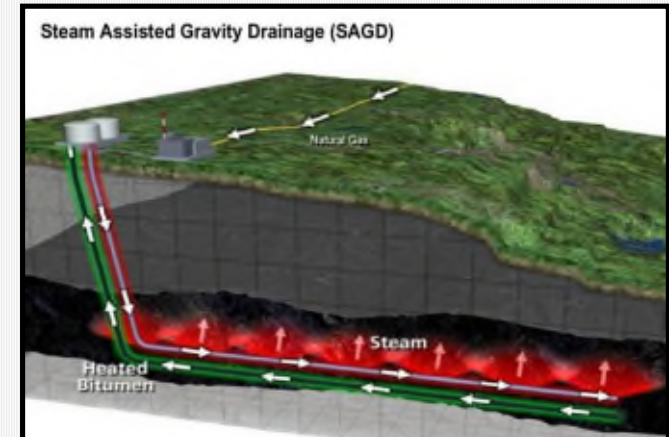 Steam Assisted Gravity Drainage (SAGD)
Natural Gas
Steam
Heated
Bitumen